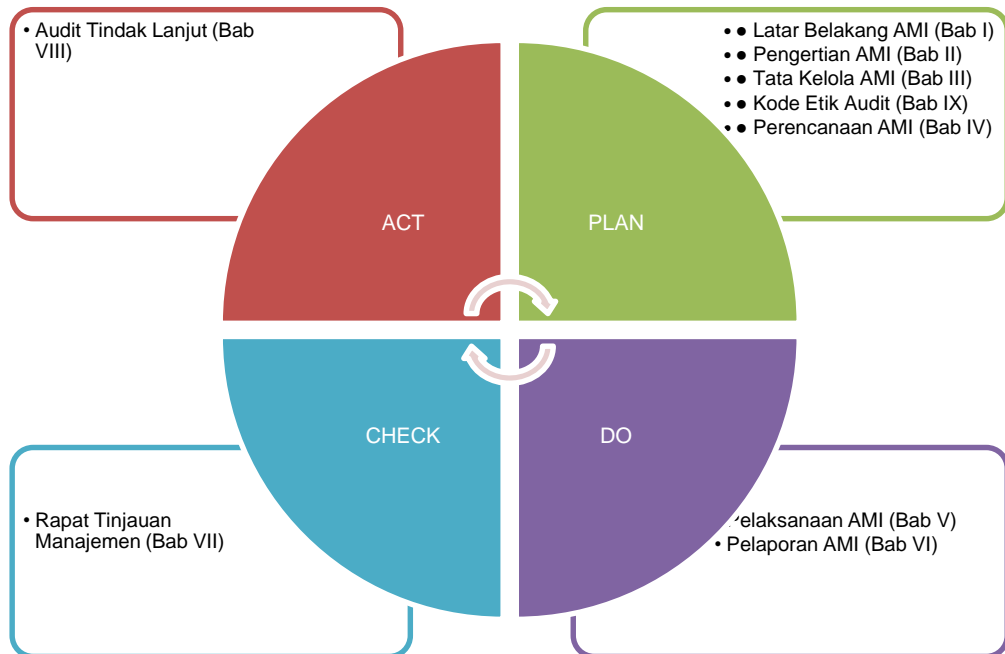 • Audit Tindak Lanjut (Bab
VIII)
• ● Latar Belakang AMI (Bab I)
• ● Pengertian AMI (Bab II)
• ● Tata Kelola AMI (Bab III)
• ● Kode Etik Audit (Bab IX)
• ● Perencanaan AMI (Bab IV)
ACT
PLAN
CHECK
DO
• Rapat Tinjauan
Manajemen (Bab VII)
Pelaksanaan AMI (Bab V)
• Pelaporan AMI (Bab VI)